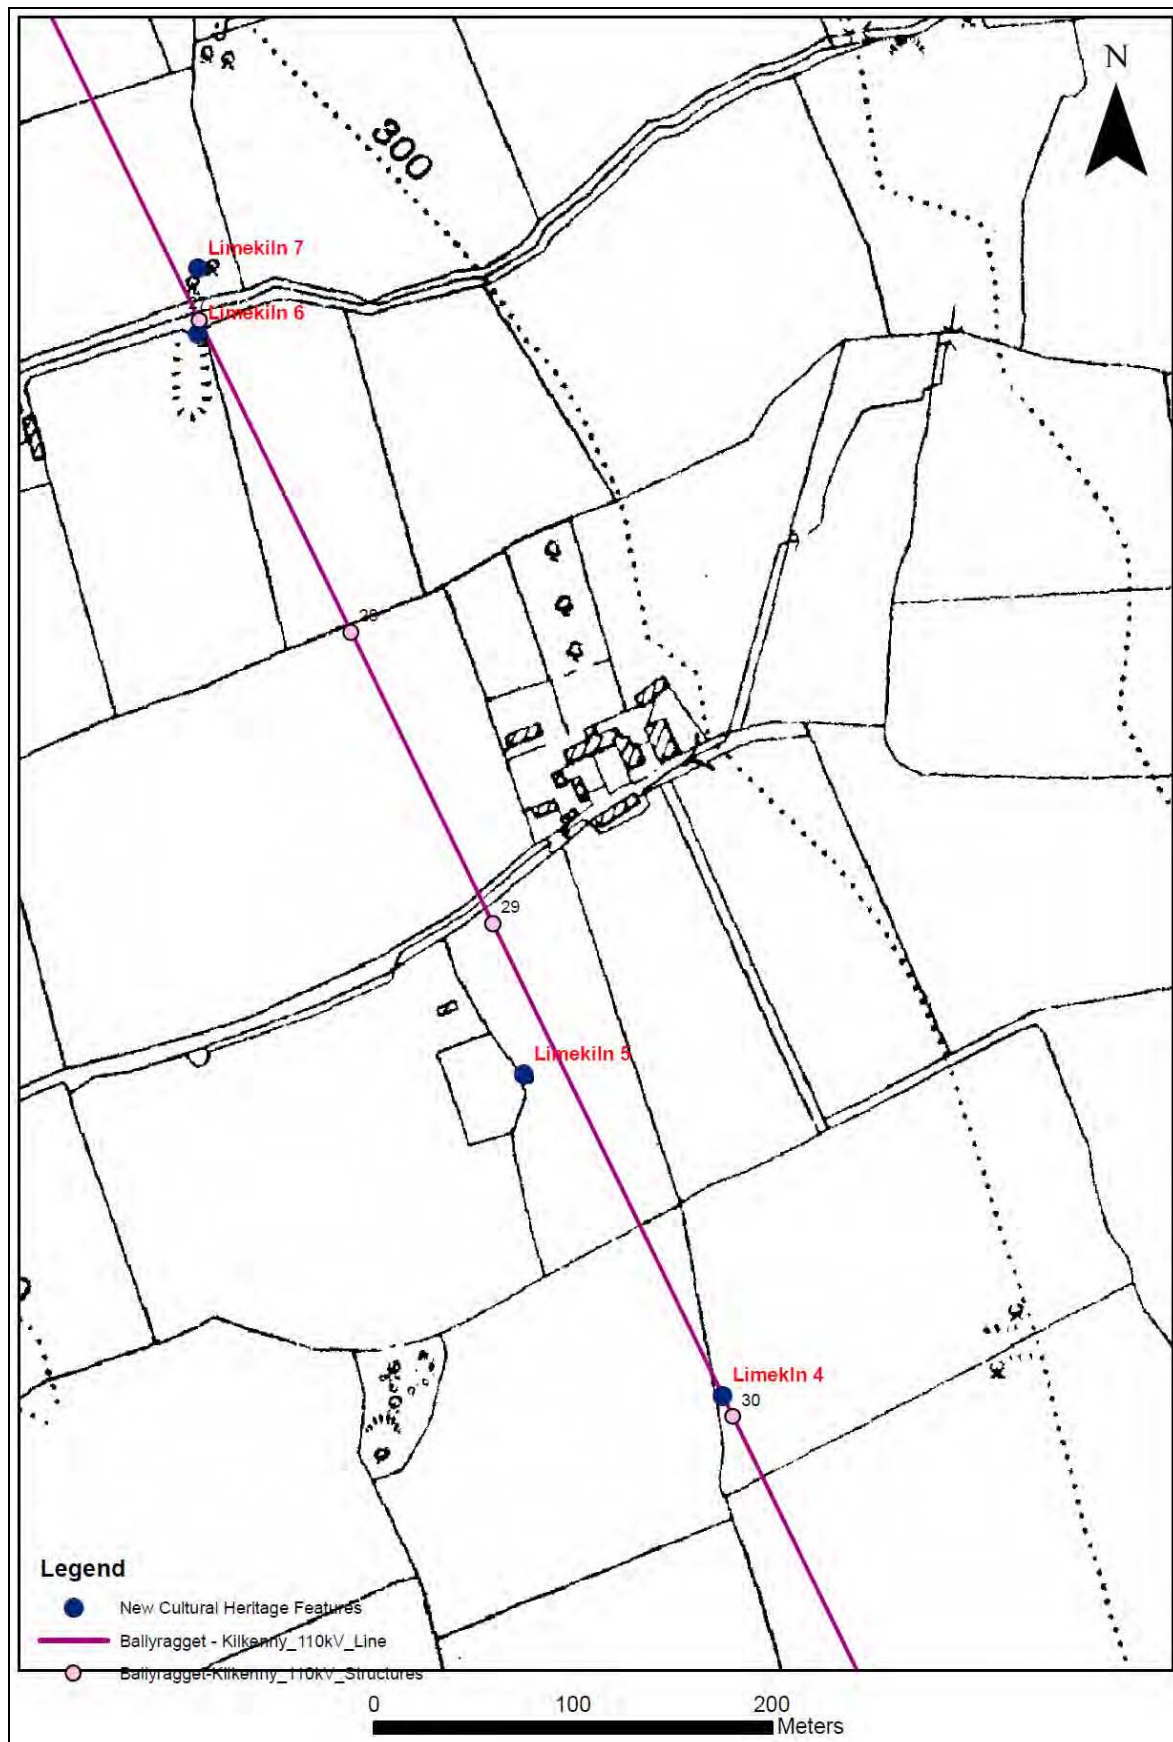 N
300
Limekiln 7
Limekiln 6
28
29
Limekiln 5
Limekln 4
30
Legend
New Cultural Heritage Features
Ballyragget - Kilkenny_110kV_Line
Ballyragget-Kilkenny_110kV_Structures
0 100 200
Meters